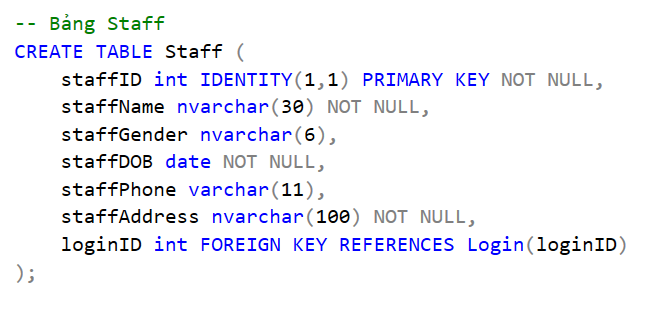 -- Bảng Staff
CREATE TABLE Staff (
    staffID int IDENTITY(1,1) PRIMARY KEY NOT NULL,
    staffName nvarchar(30) NOT NULL,
    staffGender nvarchar(6),
    staffDOB date NOT NULL,
    staffPhone varchar(11),
    staffAddress nvarchar(100) NOT NULL,
    loginID int FOREIGN KEY REFERENCES Login(loginID)
);